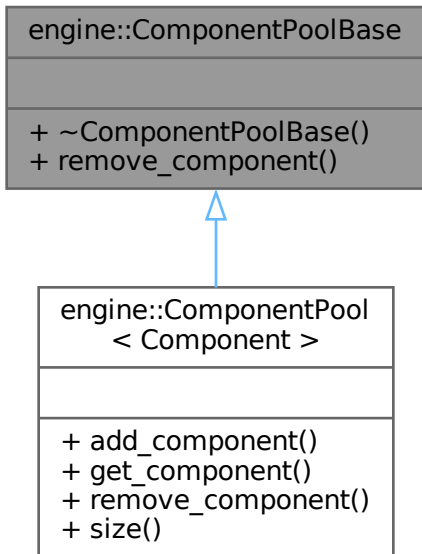 engine::ComponentPoolBase
+ ~ComponentPoolBase()
+ remove_component()
engine::ComponentPool
< Component >
+ add_component()
+ get_component()
+ remove_component()
+ size()